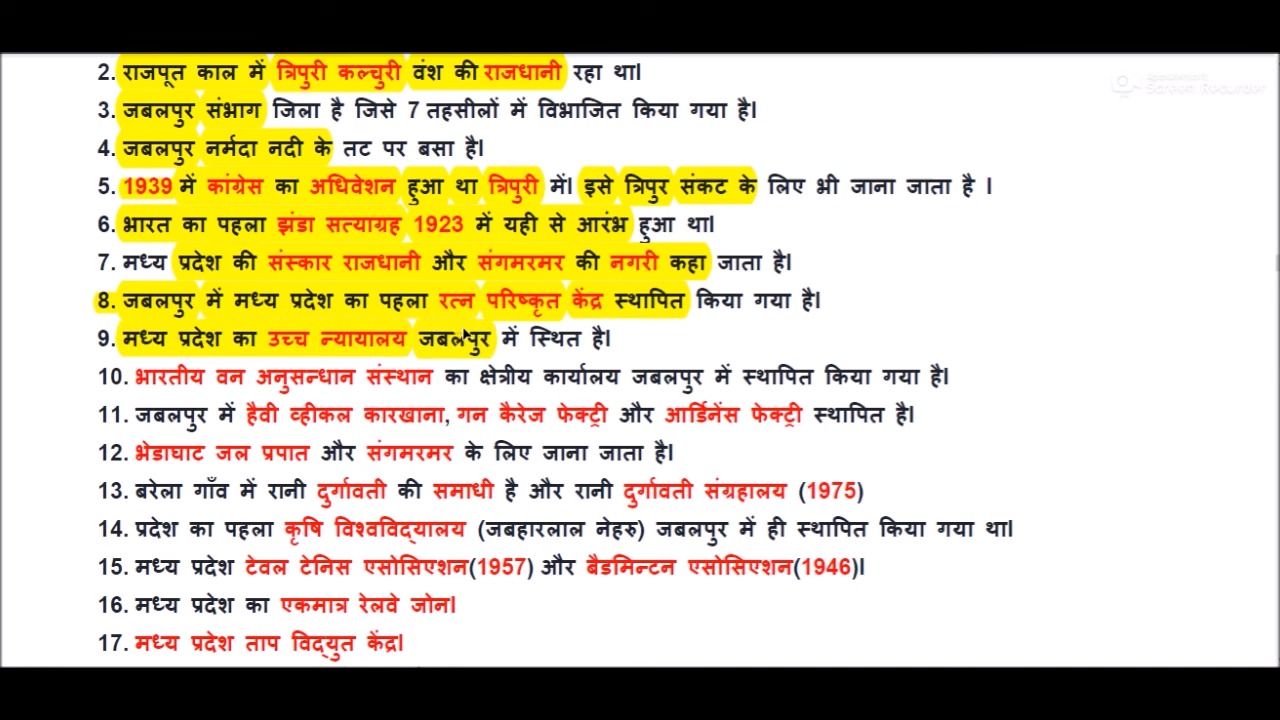 2. राजपूत काल में त्रिपुरी कल्चुरी वंश की राजधानी रहा था।
Screen Recorder
3. जबलपुर संभाग जिला है जिसे 7 तहसीलों में विभाजित किया गया है।
4. जबलपुर नर्मदा नदी के तट पर बसा है।
5. 1939 में कांग्रेस का अधिवेशन हुआ था त्रिपुरी में। इसे त्रिपुर संकट के लिए भी जाना जाता है ।
6. भारत का पहला झंडा सत्याग्रह 1923 में यही से आरंभ हुआ था।
7. मध्य प्रदेश की संस्कार राजधानी और संगमरमर की नगरी कहा जाता है।
8. जबलपुर में मध्य प्रदेश का पहला रत्न परिष्कृत केंद्र स्थापित किया गया है।
9. मध्य प्रदेश का उच्च न्यायालय जबलपुर में स्थित है।
10. भारतीय वन अनुसन्धान संस्थान का क्षेत्रीय कार्यालय जबलपुर में स्थापित किया गया है।
11. जबलपुर में हैवी व्हीकल कारखाना, गन कैरेज फेक्ट्री और आर्डिनेंस फेक्ट्री स्थापित है।
12. भेडाघाट जल प्रपात और संगमरमर के लिए जाना जाता है।
13. बरेला गाँव में रानी दुर्गावती की समाधी है और रानी दुर्गावती संग्रहालय (1975)
14. प्रदेश का पहला कृषि विश्वविद्यालय (जबहारलाल नेहरु) जबलपुर में ही स्थापित किया गया था।
15. मध्य प्रदेश टेवल टेनिस एसोसिएशन(1957) और बैडमिन्टन एसोसिएशन(1946)।
16. मध्य प्रदेश का एकमात्र रेलवे जोन।
17. मध्य प्रदेश ताप विद्युत केंद्र।